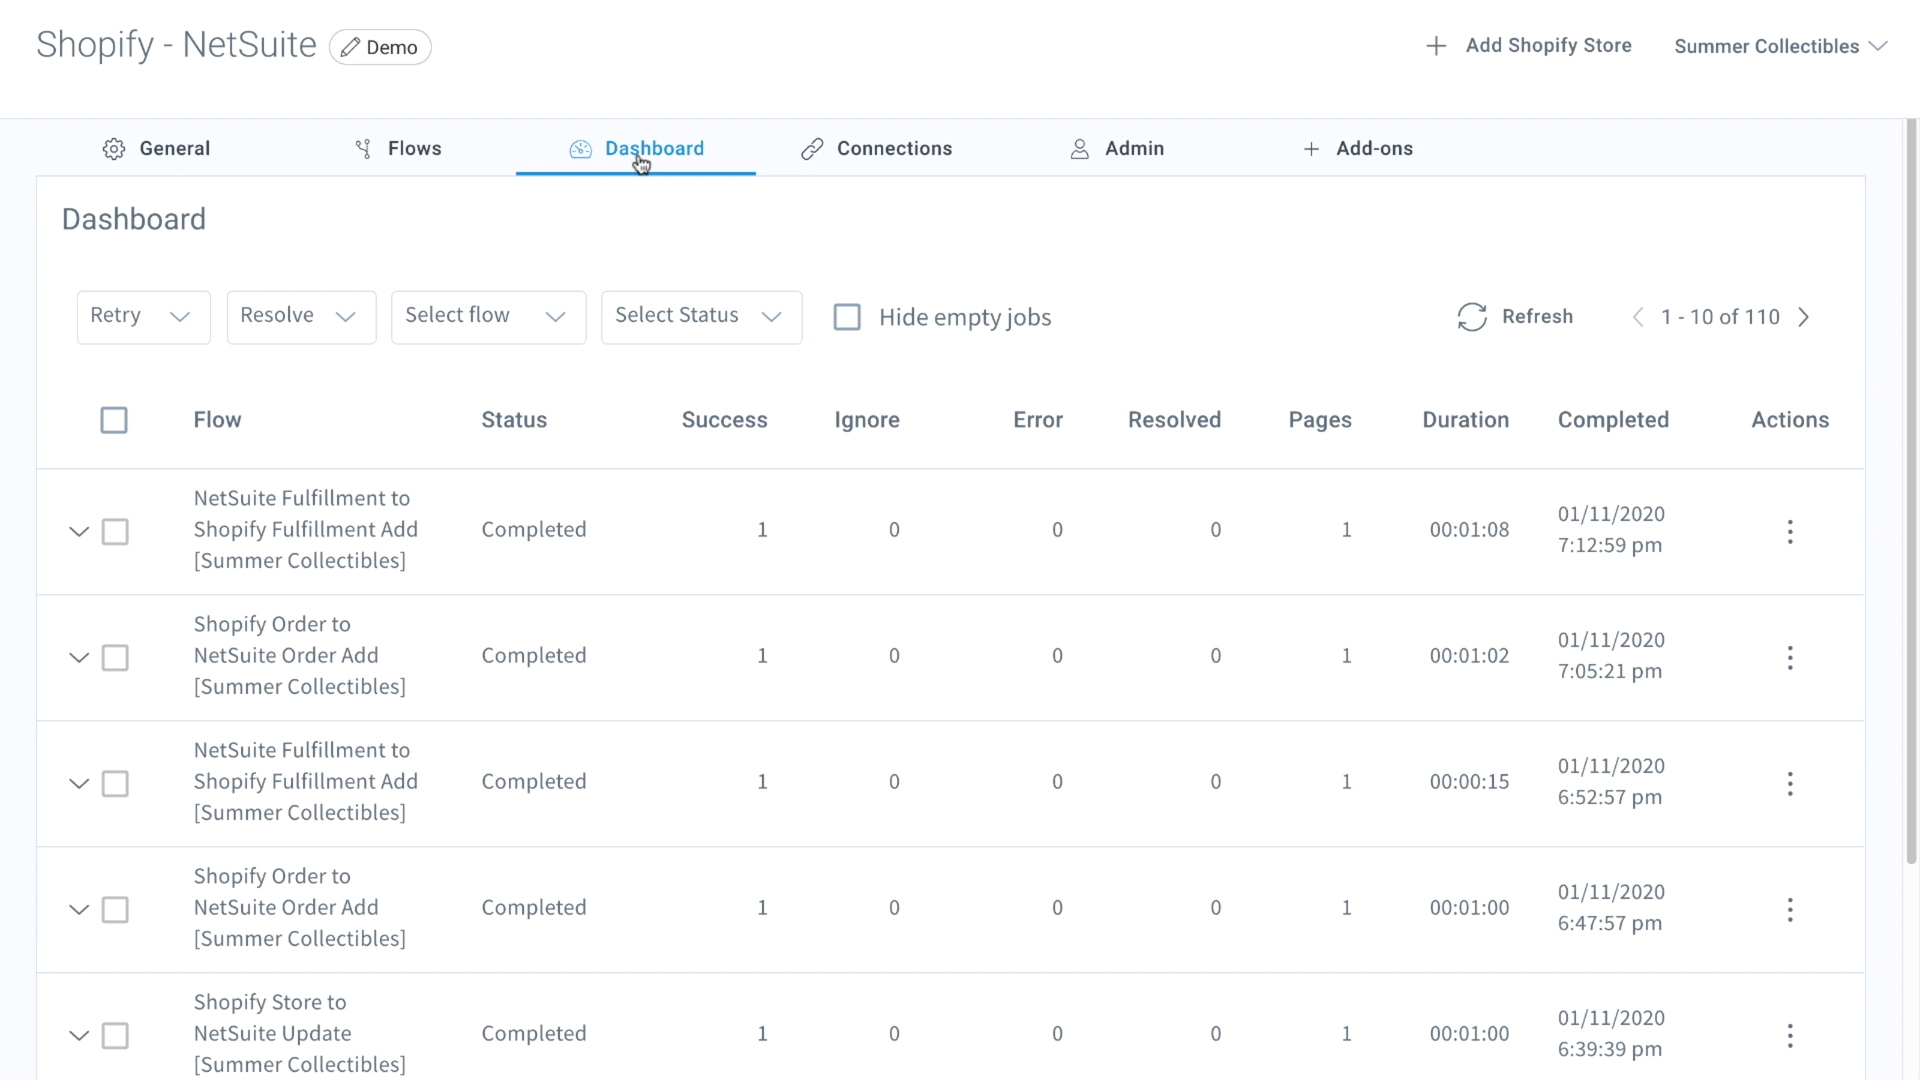 Shopify - NetSuite Demo
Add Shopify Store Summer Collectibles
General Flows Dashboard Connections Admin Add-ons
Dashboard
Retry Resolve Select flow Select Status Hide empty jobs Refresh 1 - 10 of 110
Flow Status Success Ignore Error Resolved Pages Duration Completed Actions
NetSuite Fulfillment to
Shopify Fulfillment Add
[Summer Collectibles]
Completed 1 0 0 0 1 00:01:08
01/11/2020
7:12:59 pm
Shopify Order to
NetSuite Order Add
[Summer Collectibles]
Completed 1 0 0 0 1 00:01:02
01/11/2020
7:05:21 pm
NetSuite Fulfillment to
Shopify Fulfillment Add
[Summer Collectibles]
Completed 1 0 0 0 1 00:00:15
01/11/2020
6:52:57 pm
Shopify Order to
NetSuite Order Add
[Summer Collectibles]
Completed 1 0 0 0 1 00:01:00
01/11/2020
6:47:57 pm
Shopify Store to
NetSuite Update
[Summer Collectibles]
Completed 1 0 0 0 1 00:01:00
01/11/2020
6:39:39 pm